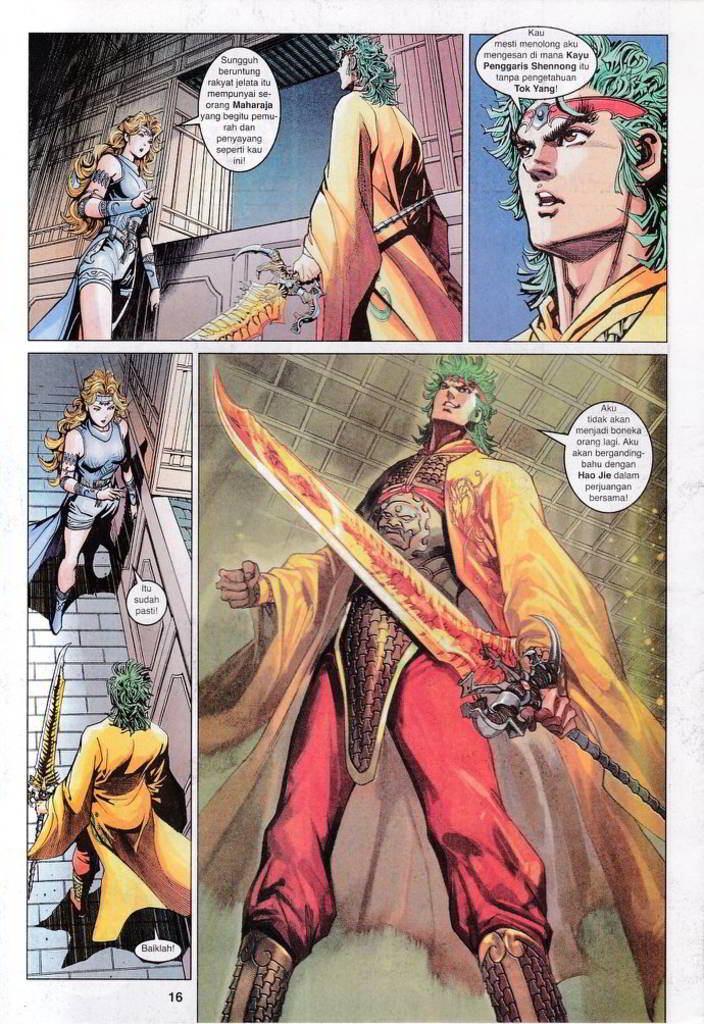 Sungguh
beruntung
rakyat jelata itu
mempunyai se-
orang Maharaja
yang begitu pemu-
rah dan
penyayang
seperti kau
ini!
Kau
mesti menolong aku
mengesan di mana Kayu
Penggaris Shennong itu
tanpa pengetahuan
Tok Yang!
Itu
sudah
pasti!
Baiklah!
Aku
tidak akan
menjadi boneka
orang lagi. Aku
akan berganding-
bahu dengan
Hao Jie dalam
perjuangan
bersama!
16